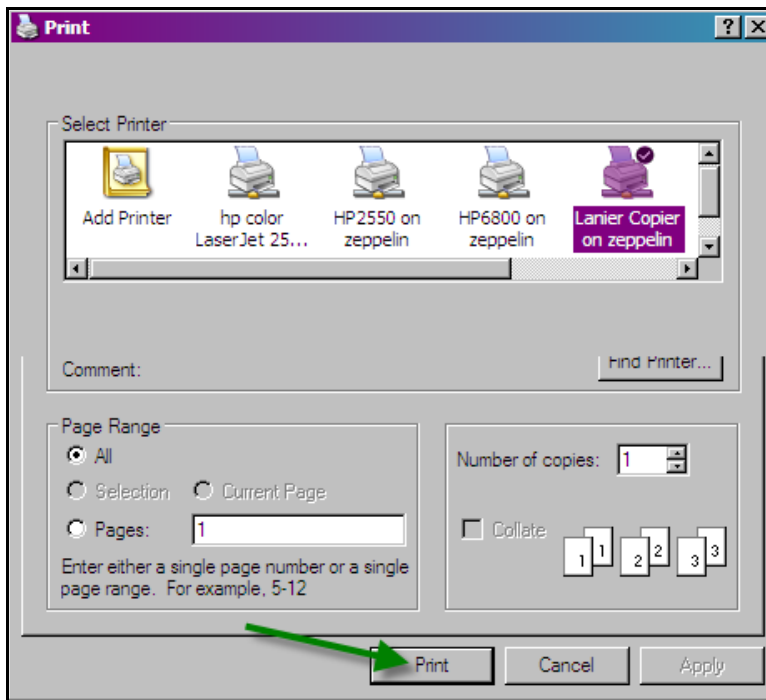 Print
Select Printer
Add Printer
hp color
LaserJet 25...
HP2550 on
zeppelin
HP6800 on
zeppelin
Lanier Copier
on zeppelin
Comment:
Find Printer...
Page Range
All
Selection
Current Page
Pages:
1
Enter either a single page number or a single
page range. For example, 5-12
Number of copies:
1
Collate
1 1
2 2
3 3
Print
Cancel
Apply